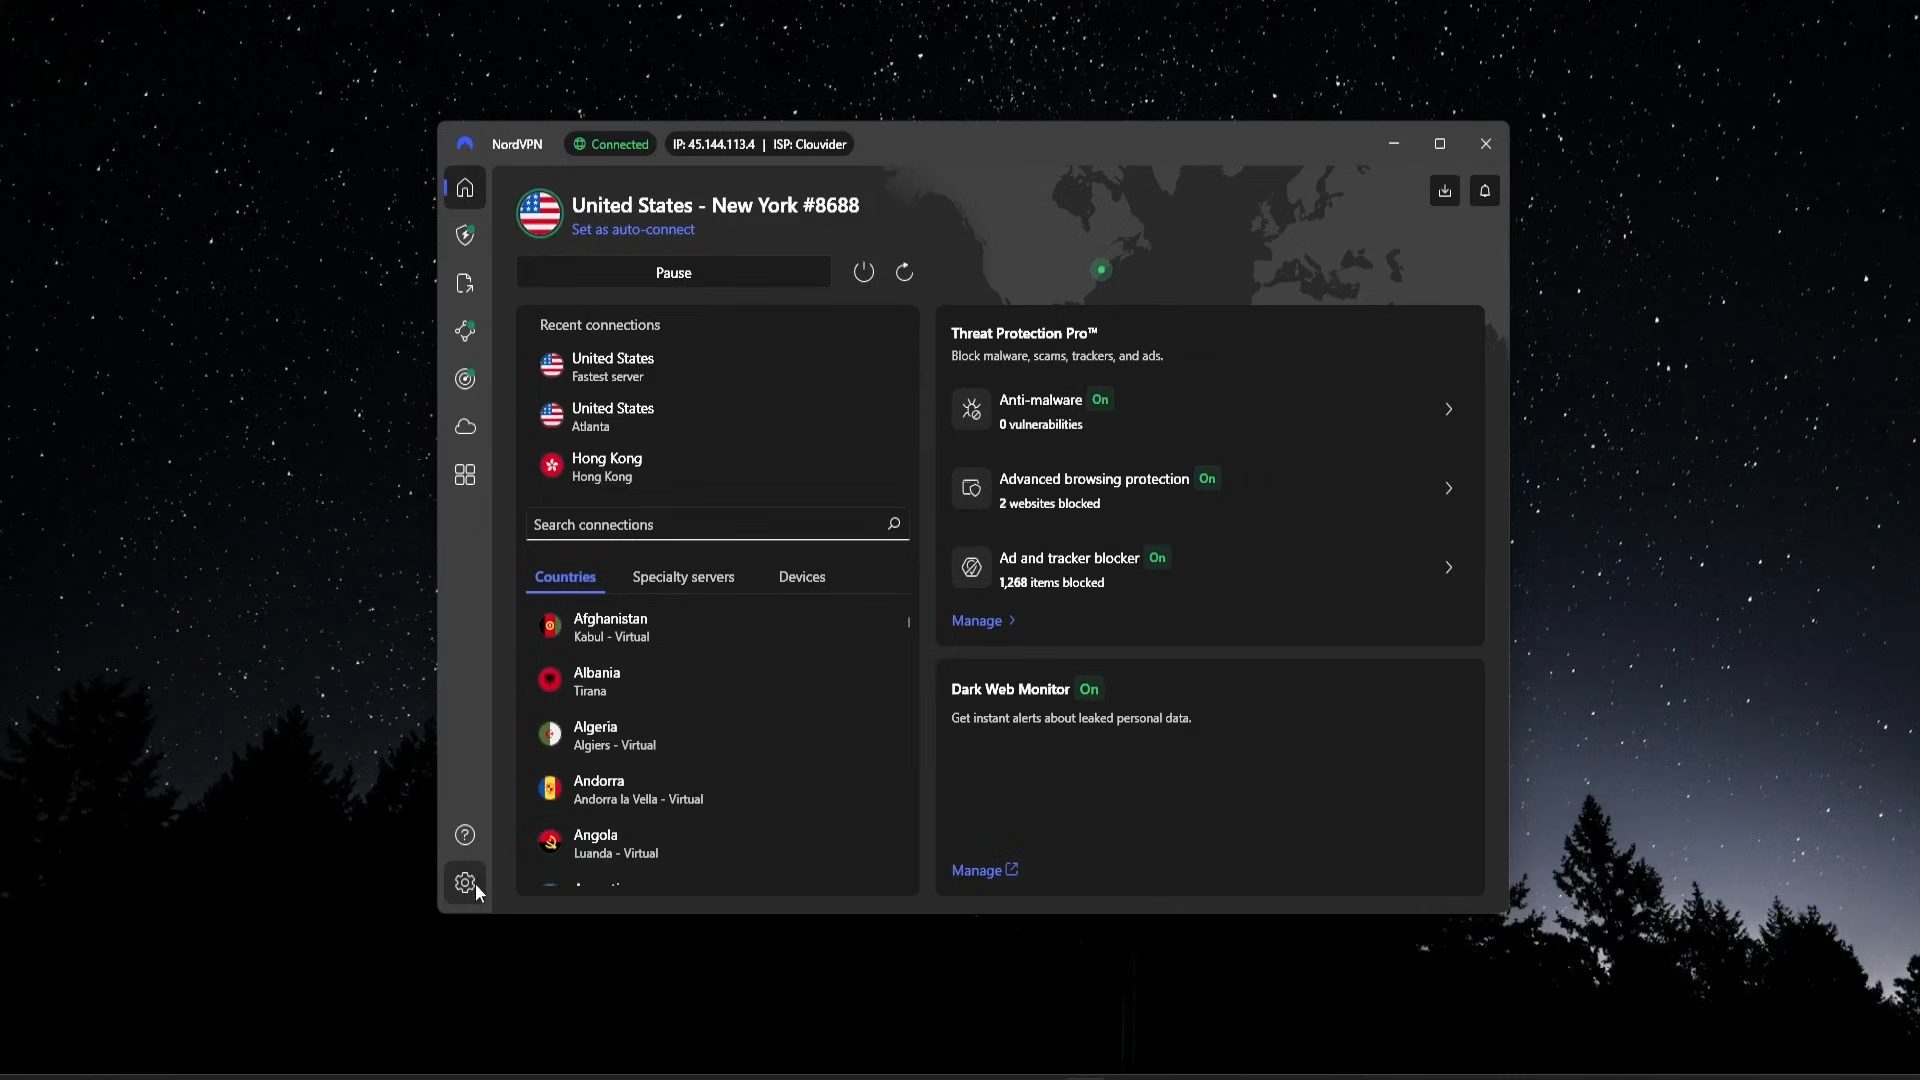 NordVPN
Connected
IP: 45.144.113.4 | ISP: Clouvider
United States - New York #8688
Set as auto-connect
Pause
Recent connections
United States
Fastest server
United States
Atlanta
Hong Kong
Hong Kong
Search connections
Countries
Specialty servers
Devices
Afghanistan
Kabul - Virtual
Albania
Tirana
Algeria
Algiers - Virtual
Andorra
Andorra la Vella - Virtual
Angola
Luanda - Virtual
Threat Protection Pro™
Block malware, scams, trackers, and ads.
Anti-malware On
0 vulnerabilities
Advanced browsing protection On
2 websites blocked
Ad and tracker blocker On
1,268 items blocked
Manage
Dark Web Monitor On
Get instant alerts about leaked personal data.
Manage